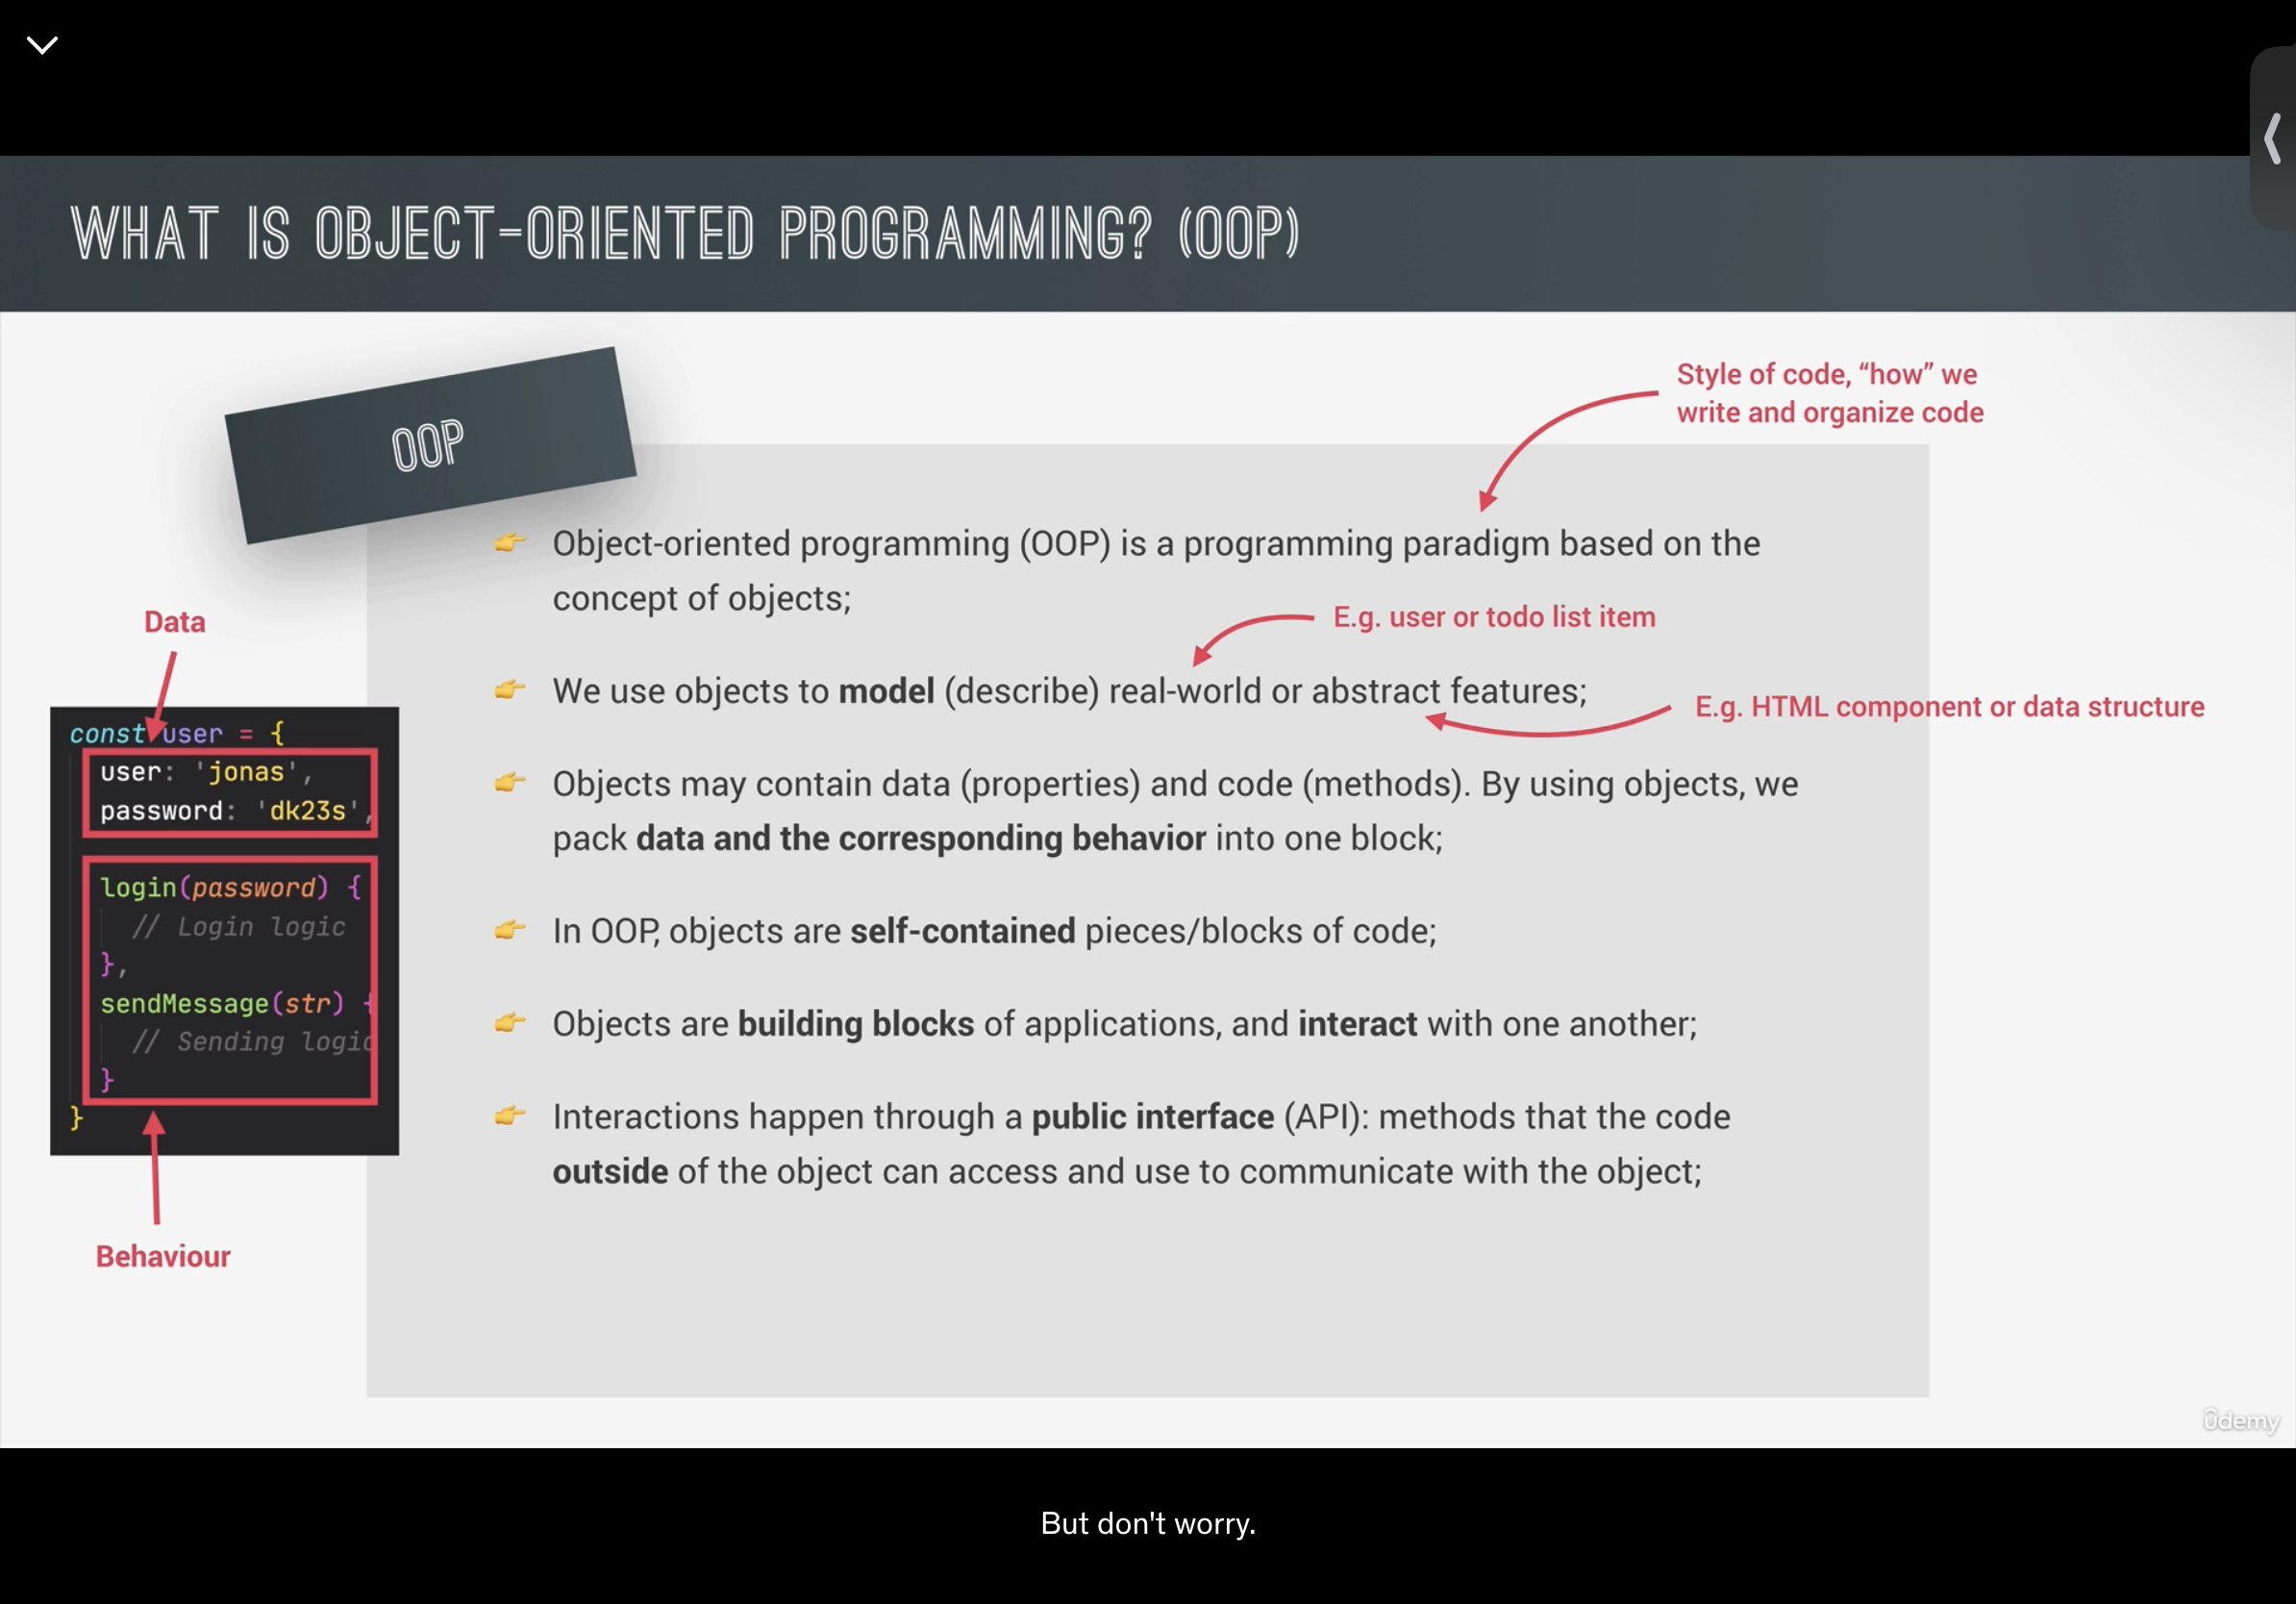 WHAT IS OBJECT-ORIENTED PROGRAMMING? (OOP)
OOP
Style of code, “how” we
write and organize code
Object-oriented programming (OOP) is a programming paradigm based on the
concept of objects;
E.g. user or todo list item
We use objects to model (describe) real-world or abstract features;
E.g. HTML component or data structure
Objects may contain data (properties) and code (methods). By using objects, we
pack data and the corresponding behavior into one block;
In OOP, objects are self-contained pieces/blocks of code;
Objects are building blocks of applications, and interact with one another;
Interactions happen through a public interface (API): methods that the code
outside of the object can access and use to communicate with the object;
Data
const user = {
user: 'jonas',
password: 'dk23s',
login(password) {
// Login logic
},
sendMessage(str) {
// Sending logic
}
}
Behaviour
ûdemy
But don't worry.